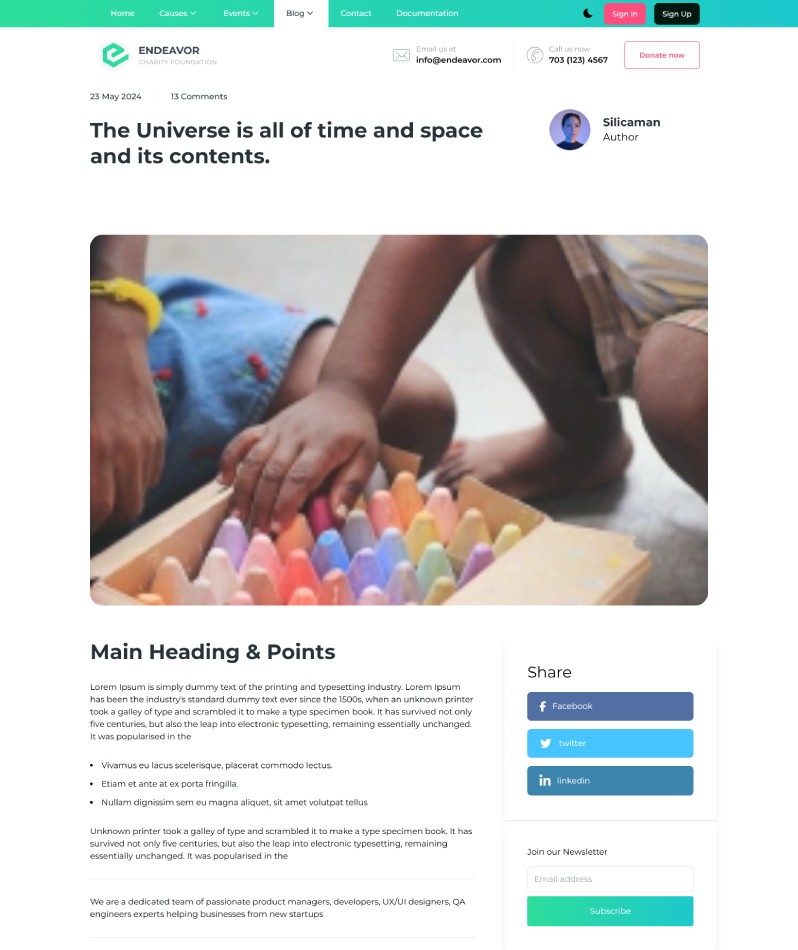 Home Causes Events Blog Contact Documentation Sign In Sign Up
ENDEAVOR
CHARITY FOUNDATION
Email us at
info@endeavor.com
Call us now
703 (123) 4567
Donate now
23 May 2024 13 Comments
The Universe is all of time and space
and its contents.
Silicaman
Author
Main Heading & Points
Lorem Ipsum is simply dummy text of the printing and typesetting industry. Lorem Ipsum
has been the industry's standard dummy text ever since the 1500s, when an unknown printer
took a galley of type and scrambled it to make a type specimen book. It has survived not only
five centuries, but also the leap into electronic typesetting, remaining essentially unchanged.
It was popularised in the
• Vivamus eu lacus scelerisque, placerat commodo lectus.
• Etiam et ante at ex porta fringilla.
• Nullam dignissim sem eu magna aliquet, sit amet volutpat tellus
Unknown printer took a galley of type and scrambled it to make a type specimen book. It has
survived not only five centuries, but also the leap into electronic typesetting, remaining
essentially unchanged. It was popularised in the
We are a dedicated team of passionate product managers, developers, UX/UI designers, QA
engineers experts helping businesses from new startups
Share
Facebook
twitter
linkedin
Join our Newsletter
Email address
Subscribe